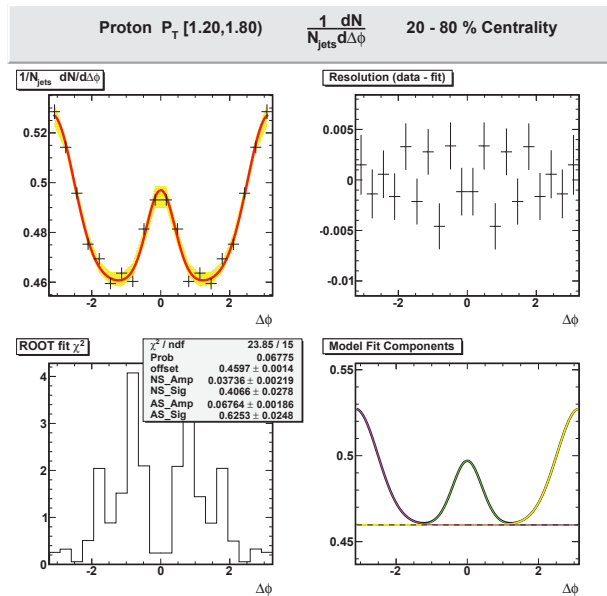 Proton P_T [1.20,1.80) 1/N_jets dN/dΔϕ 20 - 80 % Centrality
1/N_jets dN/dΔϕ
0.52
0.5
0.48
0.46
-2 0 2
Δϕ
Resolution (data - fit)
0.005
0
-0.005
-0.01
-2 0 2
Δϕ
ROOT fit χ²
χ² / ndf 23.85 / 15
Prob 0.06775
offset 0.4597 ± 0.0014
NS_Amp 0.03736 ± 0.00219
NS_Sig 0.4066 ± 0.0278
AS_Amp 0.06764 ± 0.00186
AS_Sig 0.6253 ± 0.0248
4
3
2
1
0
-2 0 2
Δϕ
Model Fit Components
0.55
0.5
0.45
-2 0 2
Δϕ